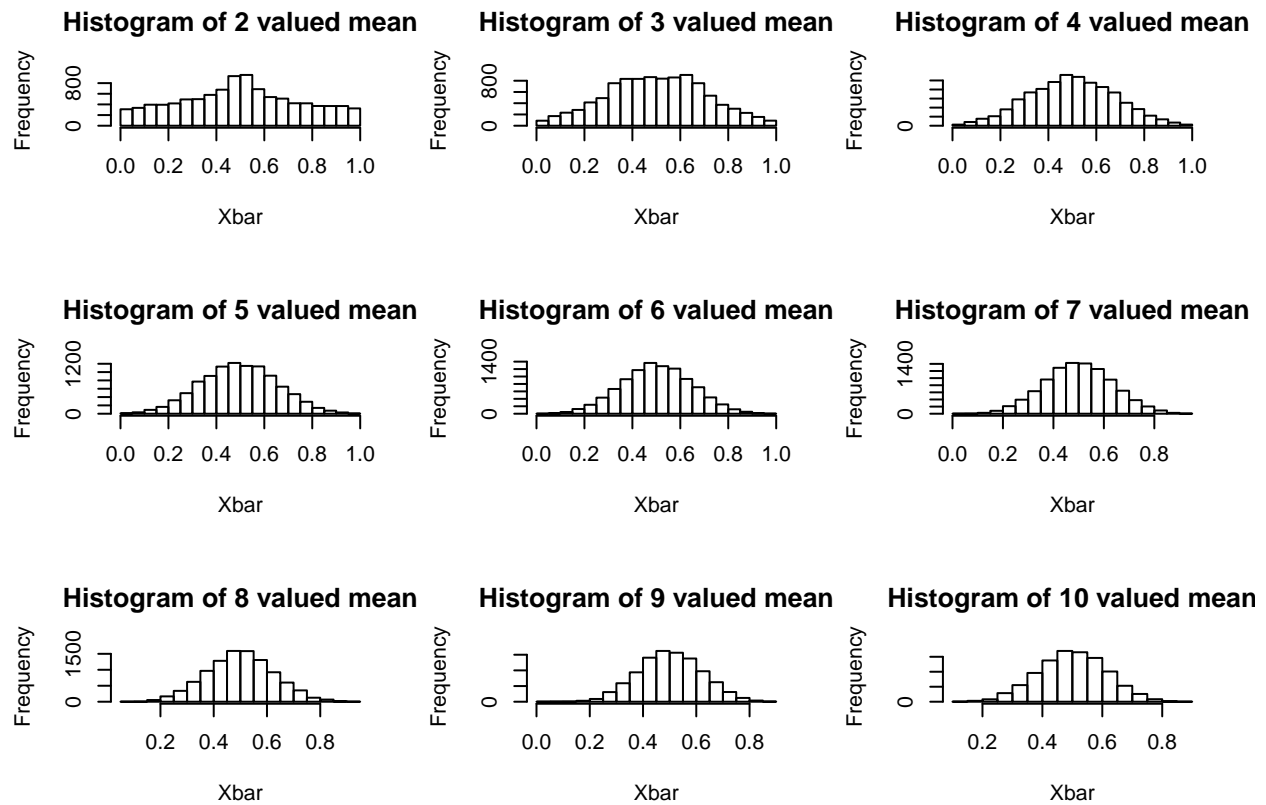 Histogram of 2 valued mean
Frequency
0 800
0.0 0.2 0.4 0.6 0.8 1.0
Xbar
Histogram of 3 valued mean
Frequency
0 800
0.0 0.2 0.4 0.6 0.8 1.0
Xbar
Histogram of 4 valued mean
Frequency
0
0.0 0.2 0.4 0.6 0.8 1.0
Xbar
Histogram of 5 valued mean
Frequency
0 1200
0.0 0.2 0.4 0.6 0.8 1.0
Xbar
Histogram of 6 valued mean
Frequency
0 1400
0.0 0.2 0.4 0.6 0.8 1.0
Xbar
Histogram of 7 valued mean
Frequency
0 1400
0.0 0.2 0.4 0.6 0.8
Xbar
Histogram of 8 valued mean
Frequency
0 1500
0.2 0.4 0.6 0.8
Xbar
Histogram of 9 valued mean
Frequency
0
0.0 0.2 0.4 0.6 0.8
Xbar
Histogram of 10 valued mean
Frequency
0
0.2 0.4 0.6 0.8
Xbar